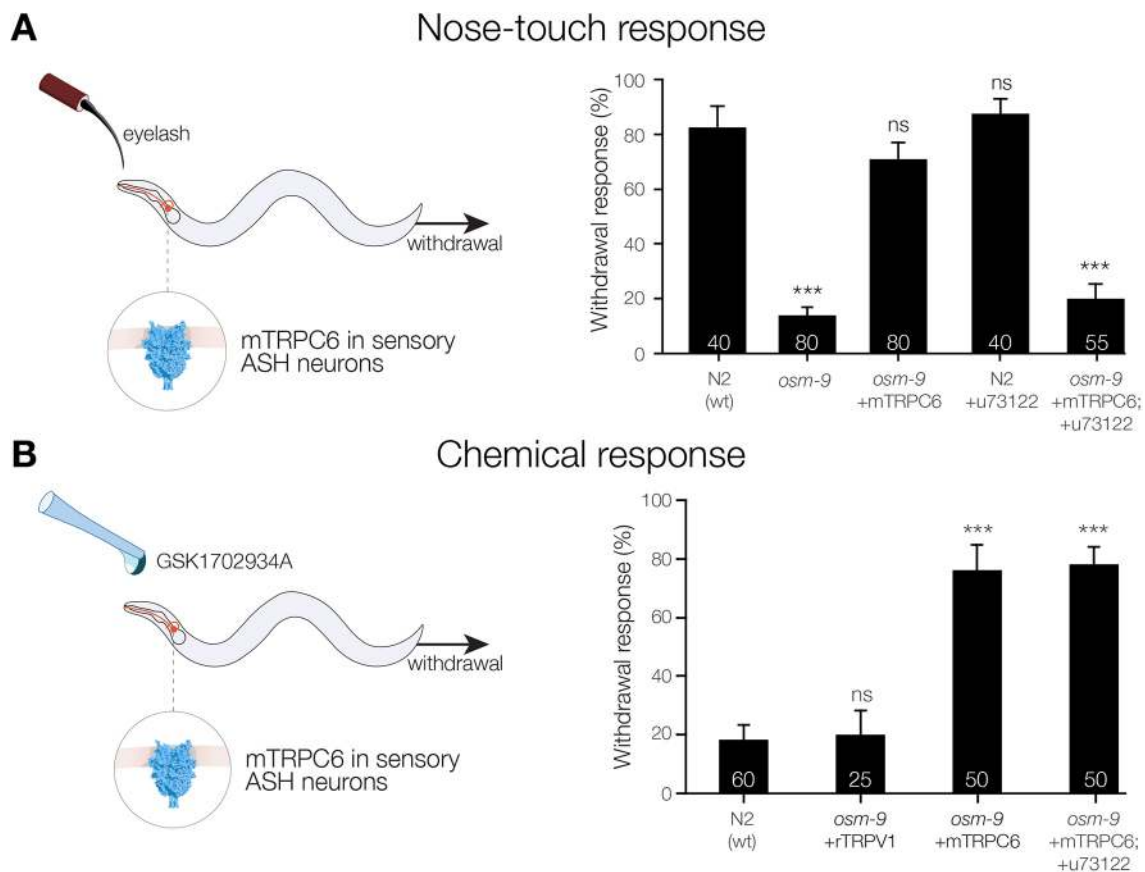 A
Nose-touch response
eyelash
withdrawal
mTRPC6 in sensory
ASH neurons
Withdrawal response (%)
100
80
60
40
20
0
***
ns
ns
***
40
80
80
40
55
N2
(wt)
osm-9
osm-9
+mTRPC6
N2
+u73122
osm-9
+mTRPC6;
+u73122
B
Chemical response
GSK1702934A
withdrawal
mTRPC6 in sensory
ASH neurons
Withdrawal response (%)
100
80
60
40
20
0
ns
***
***
60
25
50
50
N2
(wt)
osm-9
+rTRPV1
osm-9
+mTRPC6
osm-9
+mTRPC6;
+u73122